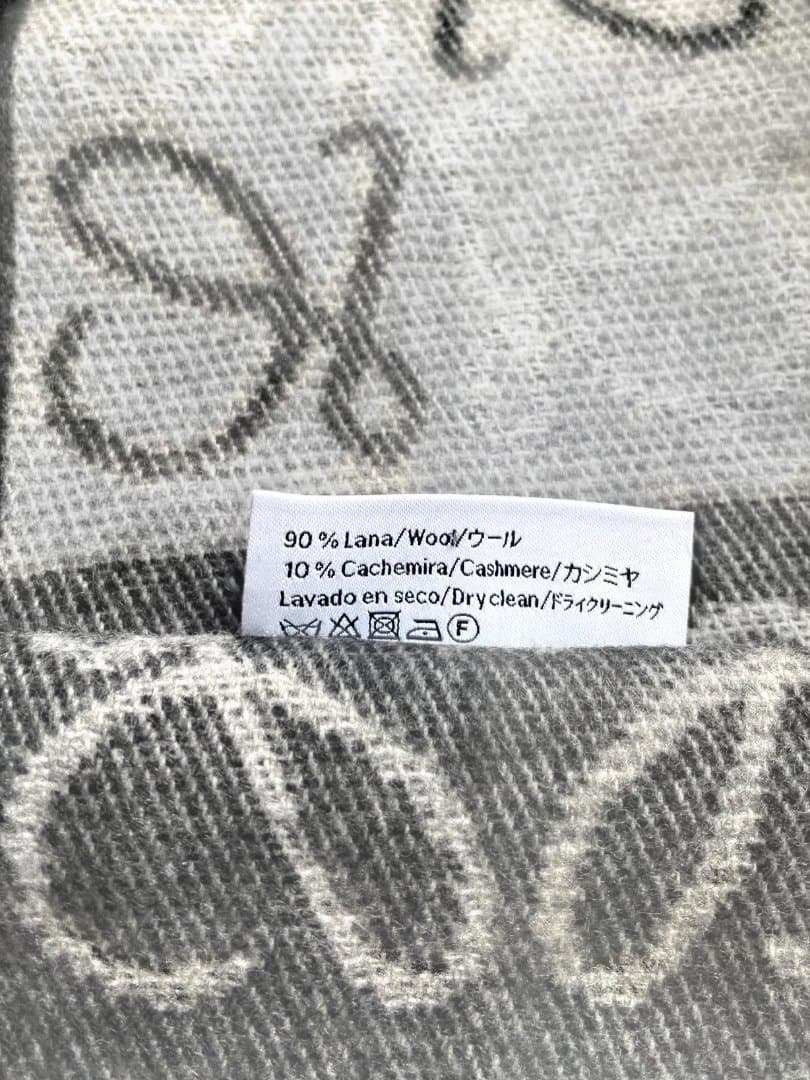 90 % Lana/Wool/ウール
10 % Cachemira/Cashmere/カシミヤ
Lavado en seco/Dry clean/ドライクリーニング
F